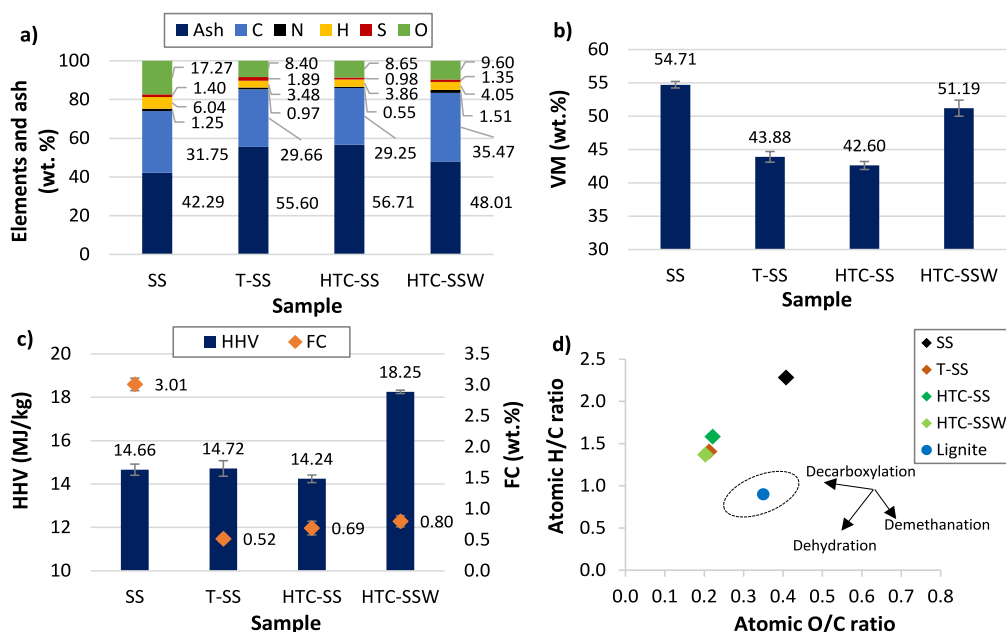 a)
Ash C N H S O
Elements and ash
(wt. %)
100
80
60
40
20
0
17.27
1.40
6.04
1.25
31.75
42.29
8.40
1.89
3.48
0.97
29.66
55.60
8.65
0.98
3.86
0.55
29.25
56.71
9.60
1.35
4.05
1.51
35.47
48.01
SS T-SS HTC-SS HTC-SSW
Sample
b)
VM (wt.%)
60
55
50
45
40
35
30
54.71
43.88
42.60
51.19
SS T-SS HTC-SS HTC-SSW
Sample
c)
HHV FC
HHV (MJ/kg)
20
18
16
14
12
10
14.66
14.72
14.24
18.25
3.01
0.52
0.69
0.80
3.5
3.0
2.5
2.0
1.5
1.0
0.5
0.0
FC (wt.%)
SS T-SS HTC-SS HTC-SSW
Sample
d)
SS
T-SS
HTC-SS
HTC-SSW
Lignite
Atomic H/C ratio
2.5
2.0
1.5
1.0
0.5
0.0
Decarboxylation
Demethanation
Dehydration
0.0 0.1 0.2 0.3 0.4 0.5 0.6 0.7 0.8
Atomic O/C ratio